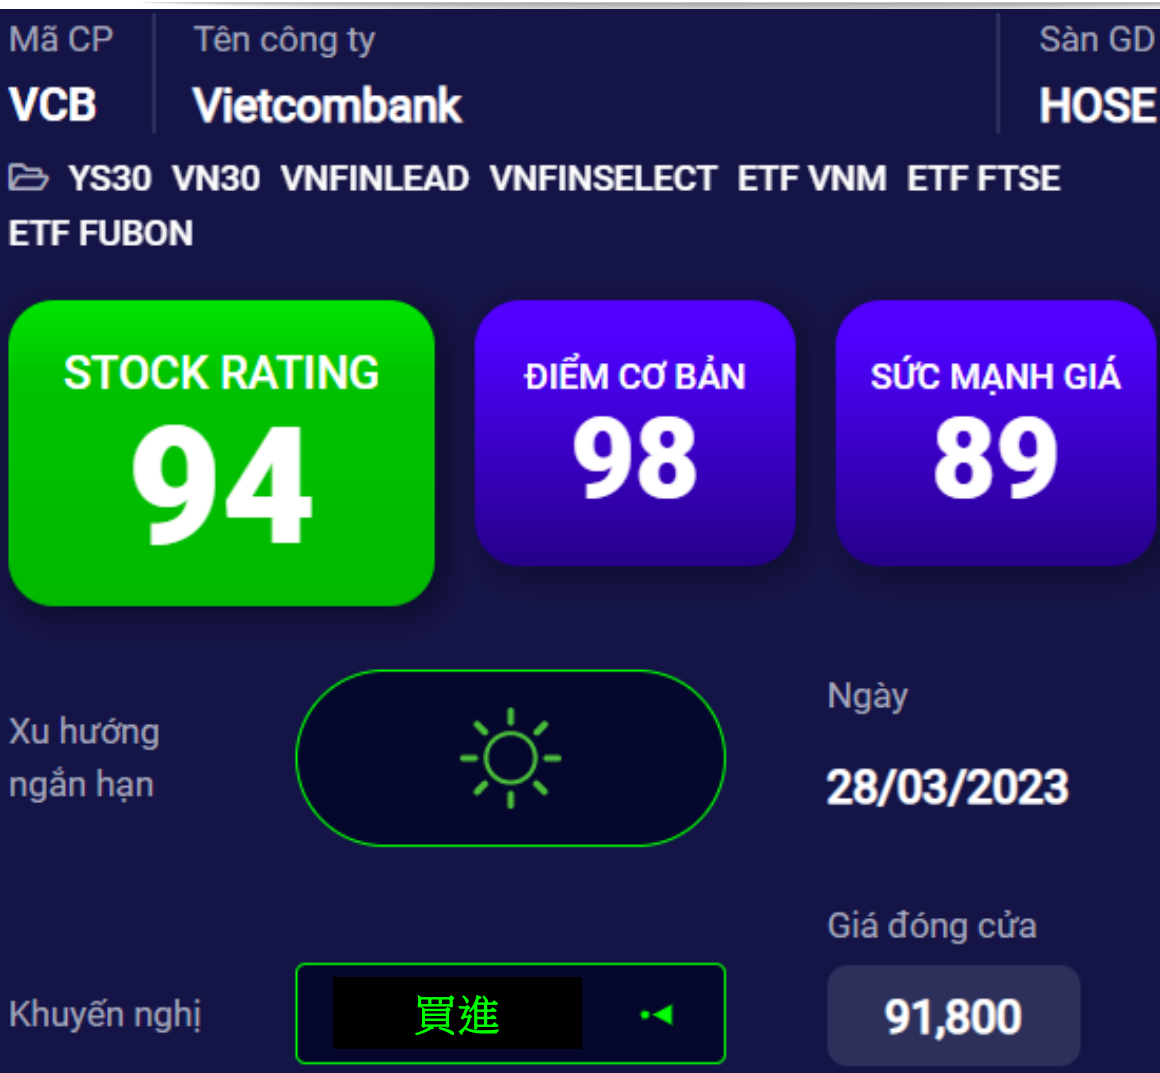 Mã CP Tên công ty Sàn GD
VCB Vietcombank HOSE
YS30 VN30 VNFINLEAD VNFINSELECT ETF VNM ETF FTSE
ETF FUBON
STOCK RATING
94
ĐIỂM CƠ BẢN
98
SỨC MẠNH GIÁ
89
Xu hướng
ngắn hạn
Ngày
28/03/2023
Khuyến nghị
買進
Giá đóng cửa
91,800